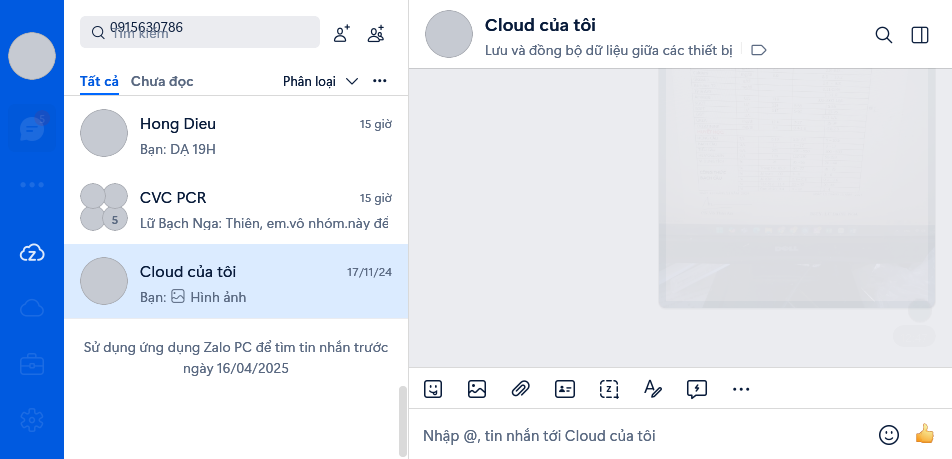 0915630786
Tìm kiếm
Tất cả
Chưa đọc
Phân loại
Hong Dieu
15 giờ
Bạn: DẠ 19H
5
CVC PCR
15 giờ
Lữ Bạch Nga: Thiên, em.vô nhóm.này để
Cloud của tôi
17/11/24
Bạn: Hình ảnh
Sử dụng ứng dụng Zalo PC để tìm tin nhắn trước
ngày 16/04/2025
Cloud của tôi
Lưu và đồng bộ dữ liệu giữa các thiết bị
Nhập @, tin nhắn tới Cloud của tôi